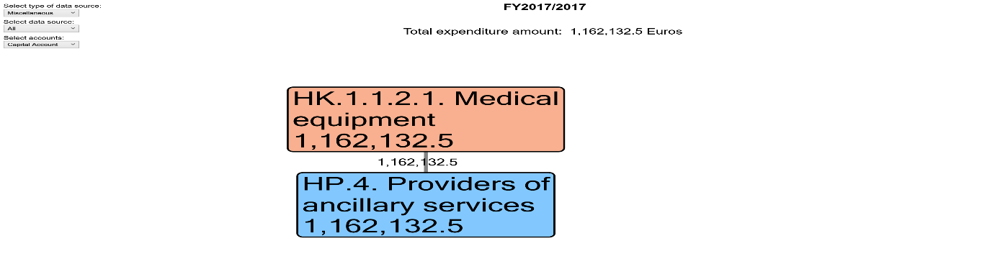 Select type of data source:
Miscellaneous
Select data source:
All
Select accounts:
Capital Account
FY2017/2017
Total expenditure amount:  1,162,132.5 Euros
HK.1.1.2.1. Medical
equipment
1,162,132.5
1,162,132.5
HP.4. Providers of
ancillary services
1,162,132.5